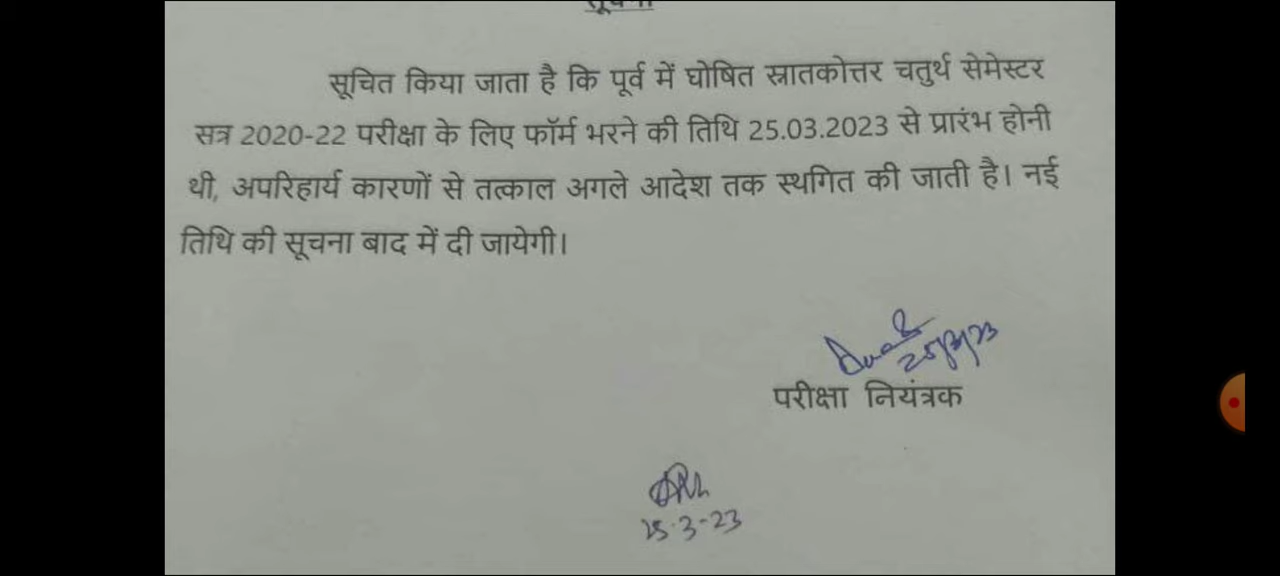 सूचना
सूचित किया जाता है कि पूर्व में घोषित स्नातकोत्तर चतुर्थ सेमेस्टर
सत्र 2020-22 परीक्षा के लिए फॉर्म भरने की तिथि 25.03.2023 से प्रारंभ होनी
थी, अपरिहार्य कारणों से तत्काल अगले आदेश तक स्थगित की जाती है। नई
तिथि की सूचना बाद में दी जायेगी।
25/3/23
परीक्षा नियंत्रक
25.3-23